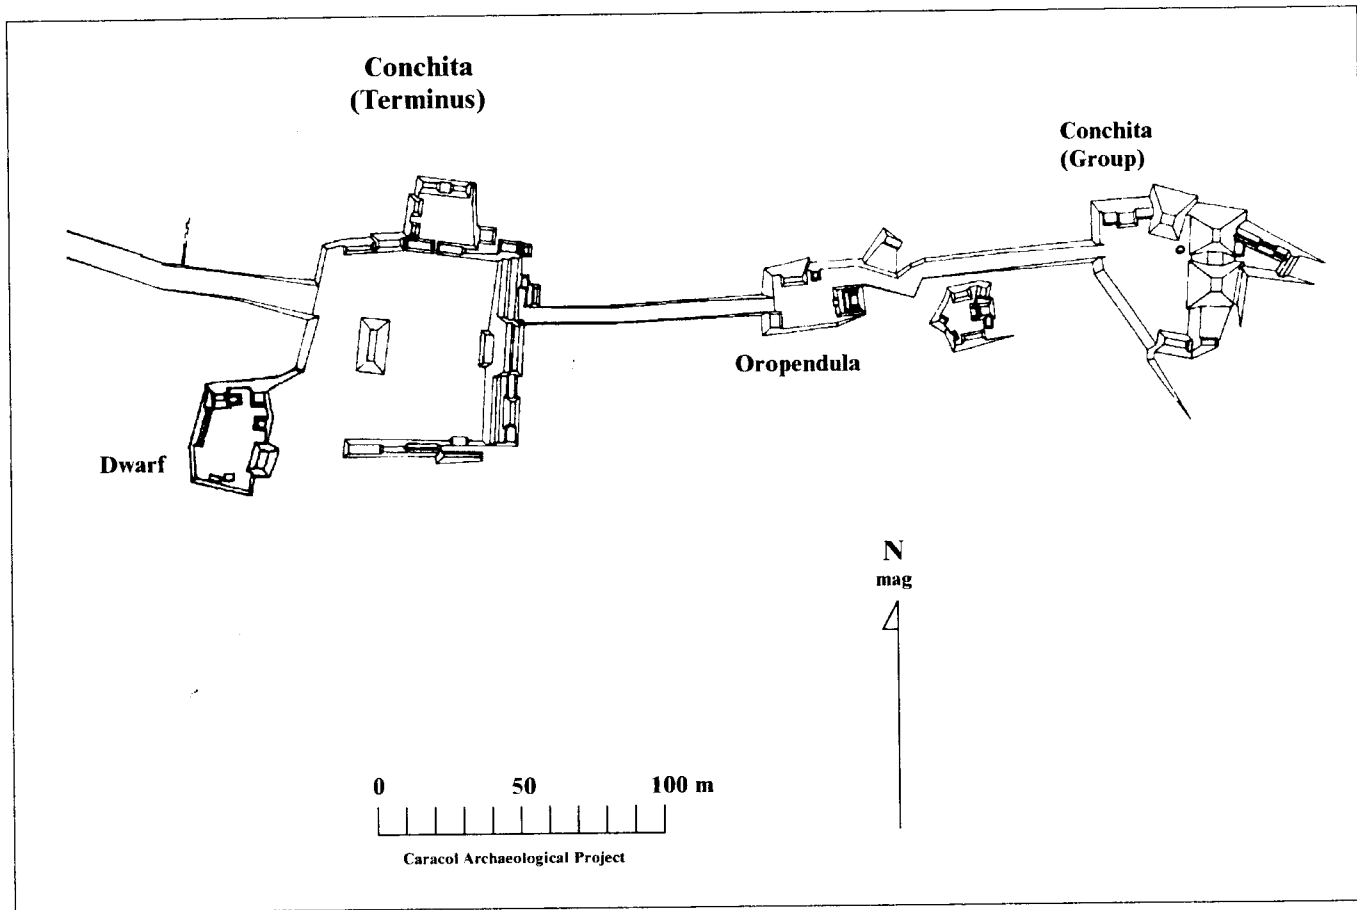 Conchita
(Terminus)
Conchita
(Group)
Oropendula
Dwarf
N
mag
0 50 100 m
Caracol Archaeological Project